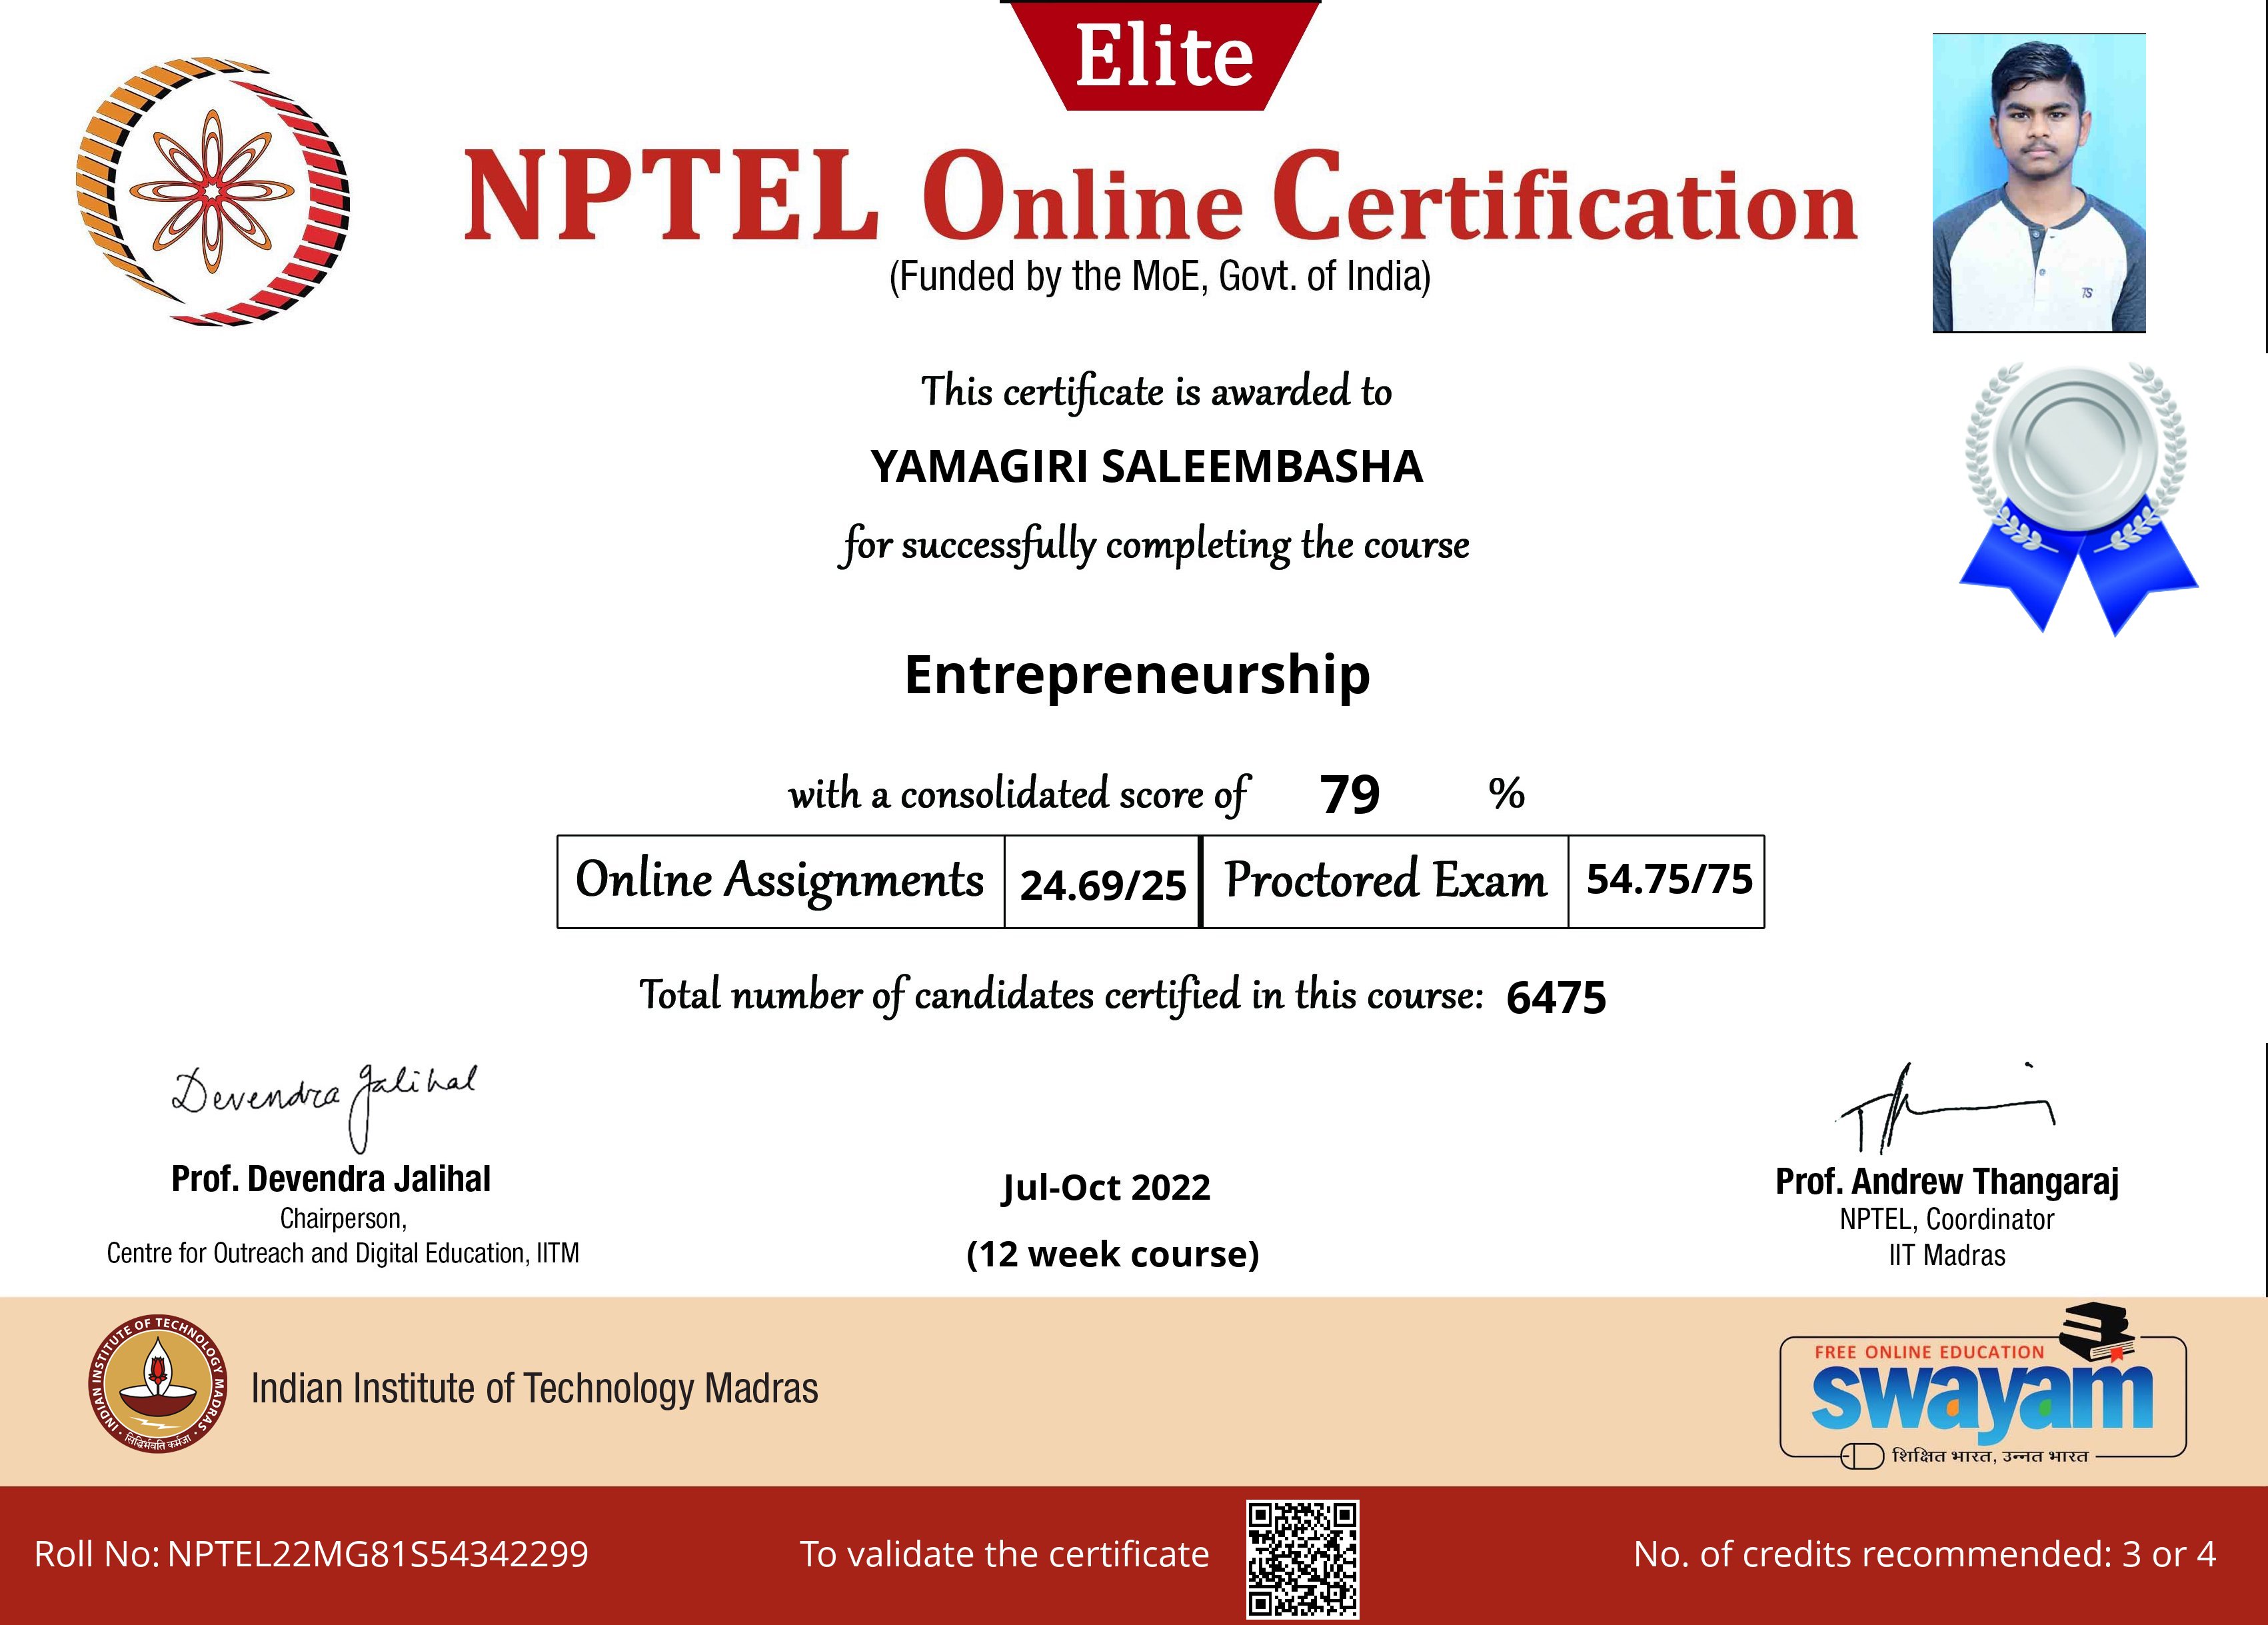 Elite
NPTEL Online Certification
(Funded by the MoE, Govt. of India)
TS
This certificate is awarded to
YAMAGIRI SALEEMBASHA
for successfully completing the course
Entrepreneurship
with a consolidated score of 79 %
Online Assignments 24.69/25 Proctored Exam 54.75/75
Total number of candidates certified in this course: 6475
Devendra Jalihal
Prof. Devendra Jalihal
Chairperson,
Centre for Outreach and Digital Education, IITM
Jul-Oct 2022
(12 week course)
Prof. Andrew Thangaraj
NPTEL, Coordinator
IIT Madras
INDIAN INSTITUTE OF TECHNOLOGY MADRAS
सिद्धिर्भवति कर्मजा
Indian Institute of Technology Madras
FREE ONLINE EDUCATION
swayam
शिक्षित भारत, उन्नत भारत
Roll No: NPTEL22MG81S54342299
To validate the certificate
No. of credits recommended: 3 or 4